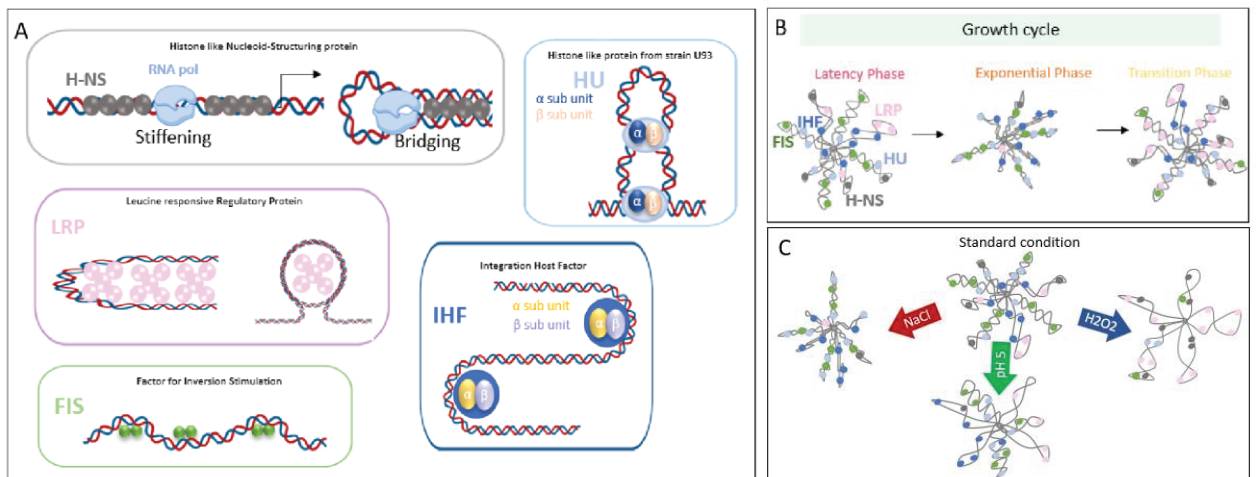 A
Histone like Nucleoid-Structuring protein
H-NS
RNA pol
Stiffening
Bridging
Histone like protein from strain U93
HU
α sub unit
β sub unit
α β
α β
Leucine responsive Regulatory Protein
LRP
Integration Host Factor
IHF
α sub unit
β sub unit
α β
α β
Factor for Inversion Stimulation
FIS
B
Growth cycle
Latency Phase
Exponential Phase
Transition Phase
IHF
LRP
FIS
HU
H-NS
C
Standard condition
NaCl
H2O2
pH 5